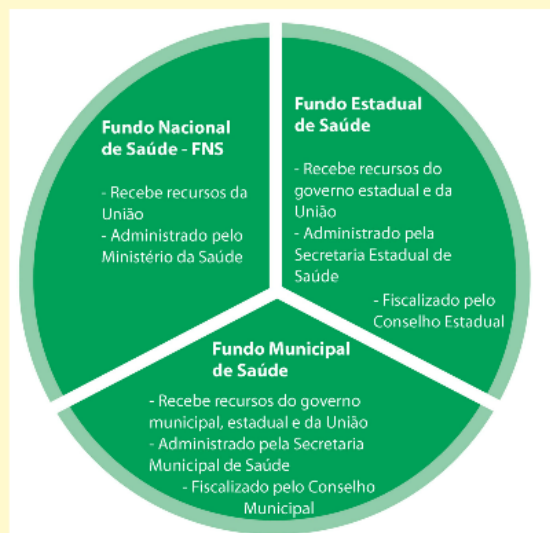 Fundo Nacional
de Saúde - FNS
- Recebe recursos da
União
- Administrado pelo
Ministério da Saúde
Fundo Estadual
de Saúde
- Recebe recursos do
governo estadual e da
União
- Administrado pela
Secretaria Estadual de
Saúde
- Fiscalizado pelo
Conselho Estadual
Fundo Municipal
de Saúde
- Recebe recursos do governo
municipal, estadual e da União
- Administrado pela Secretaria
Municipal de Saúde
- Fiscalizado pelo Conselho
Municipal